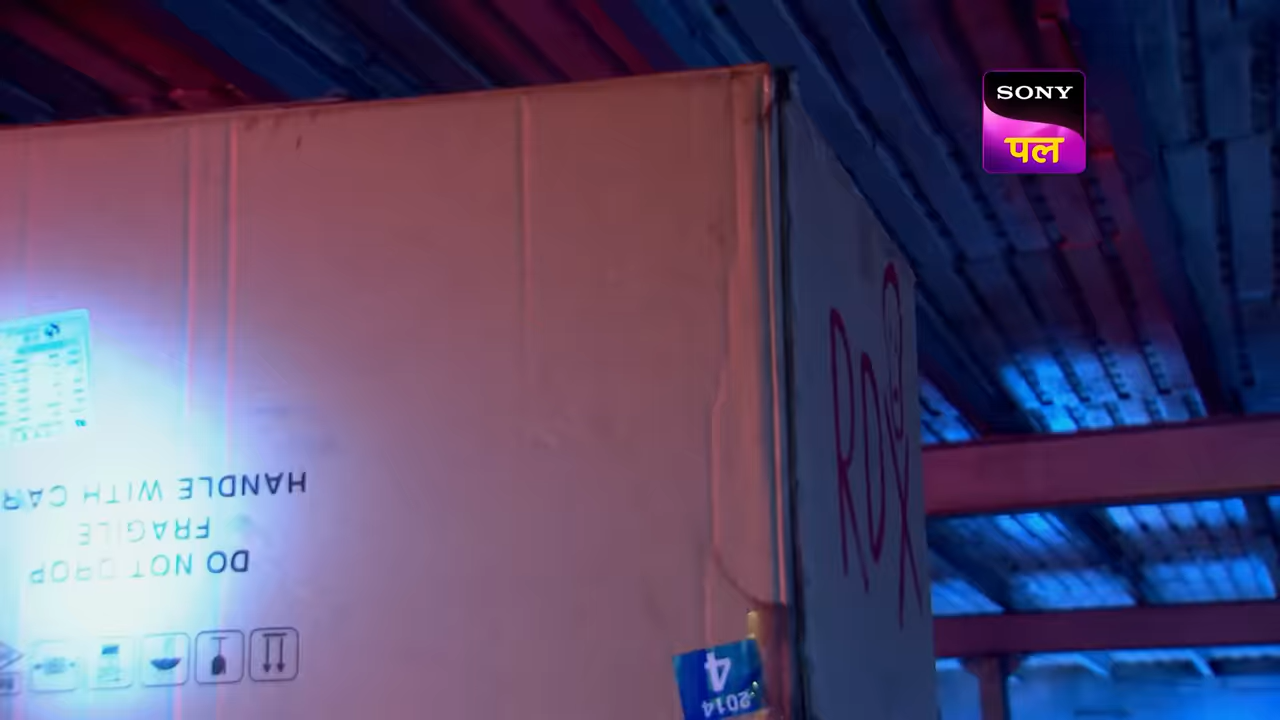 SONY
पल
RDX
HANDLE WITH CAR
FRAGILE
DO NOT DROP
4
2014